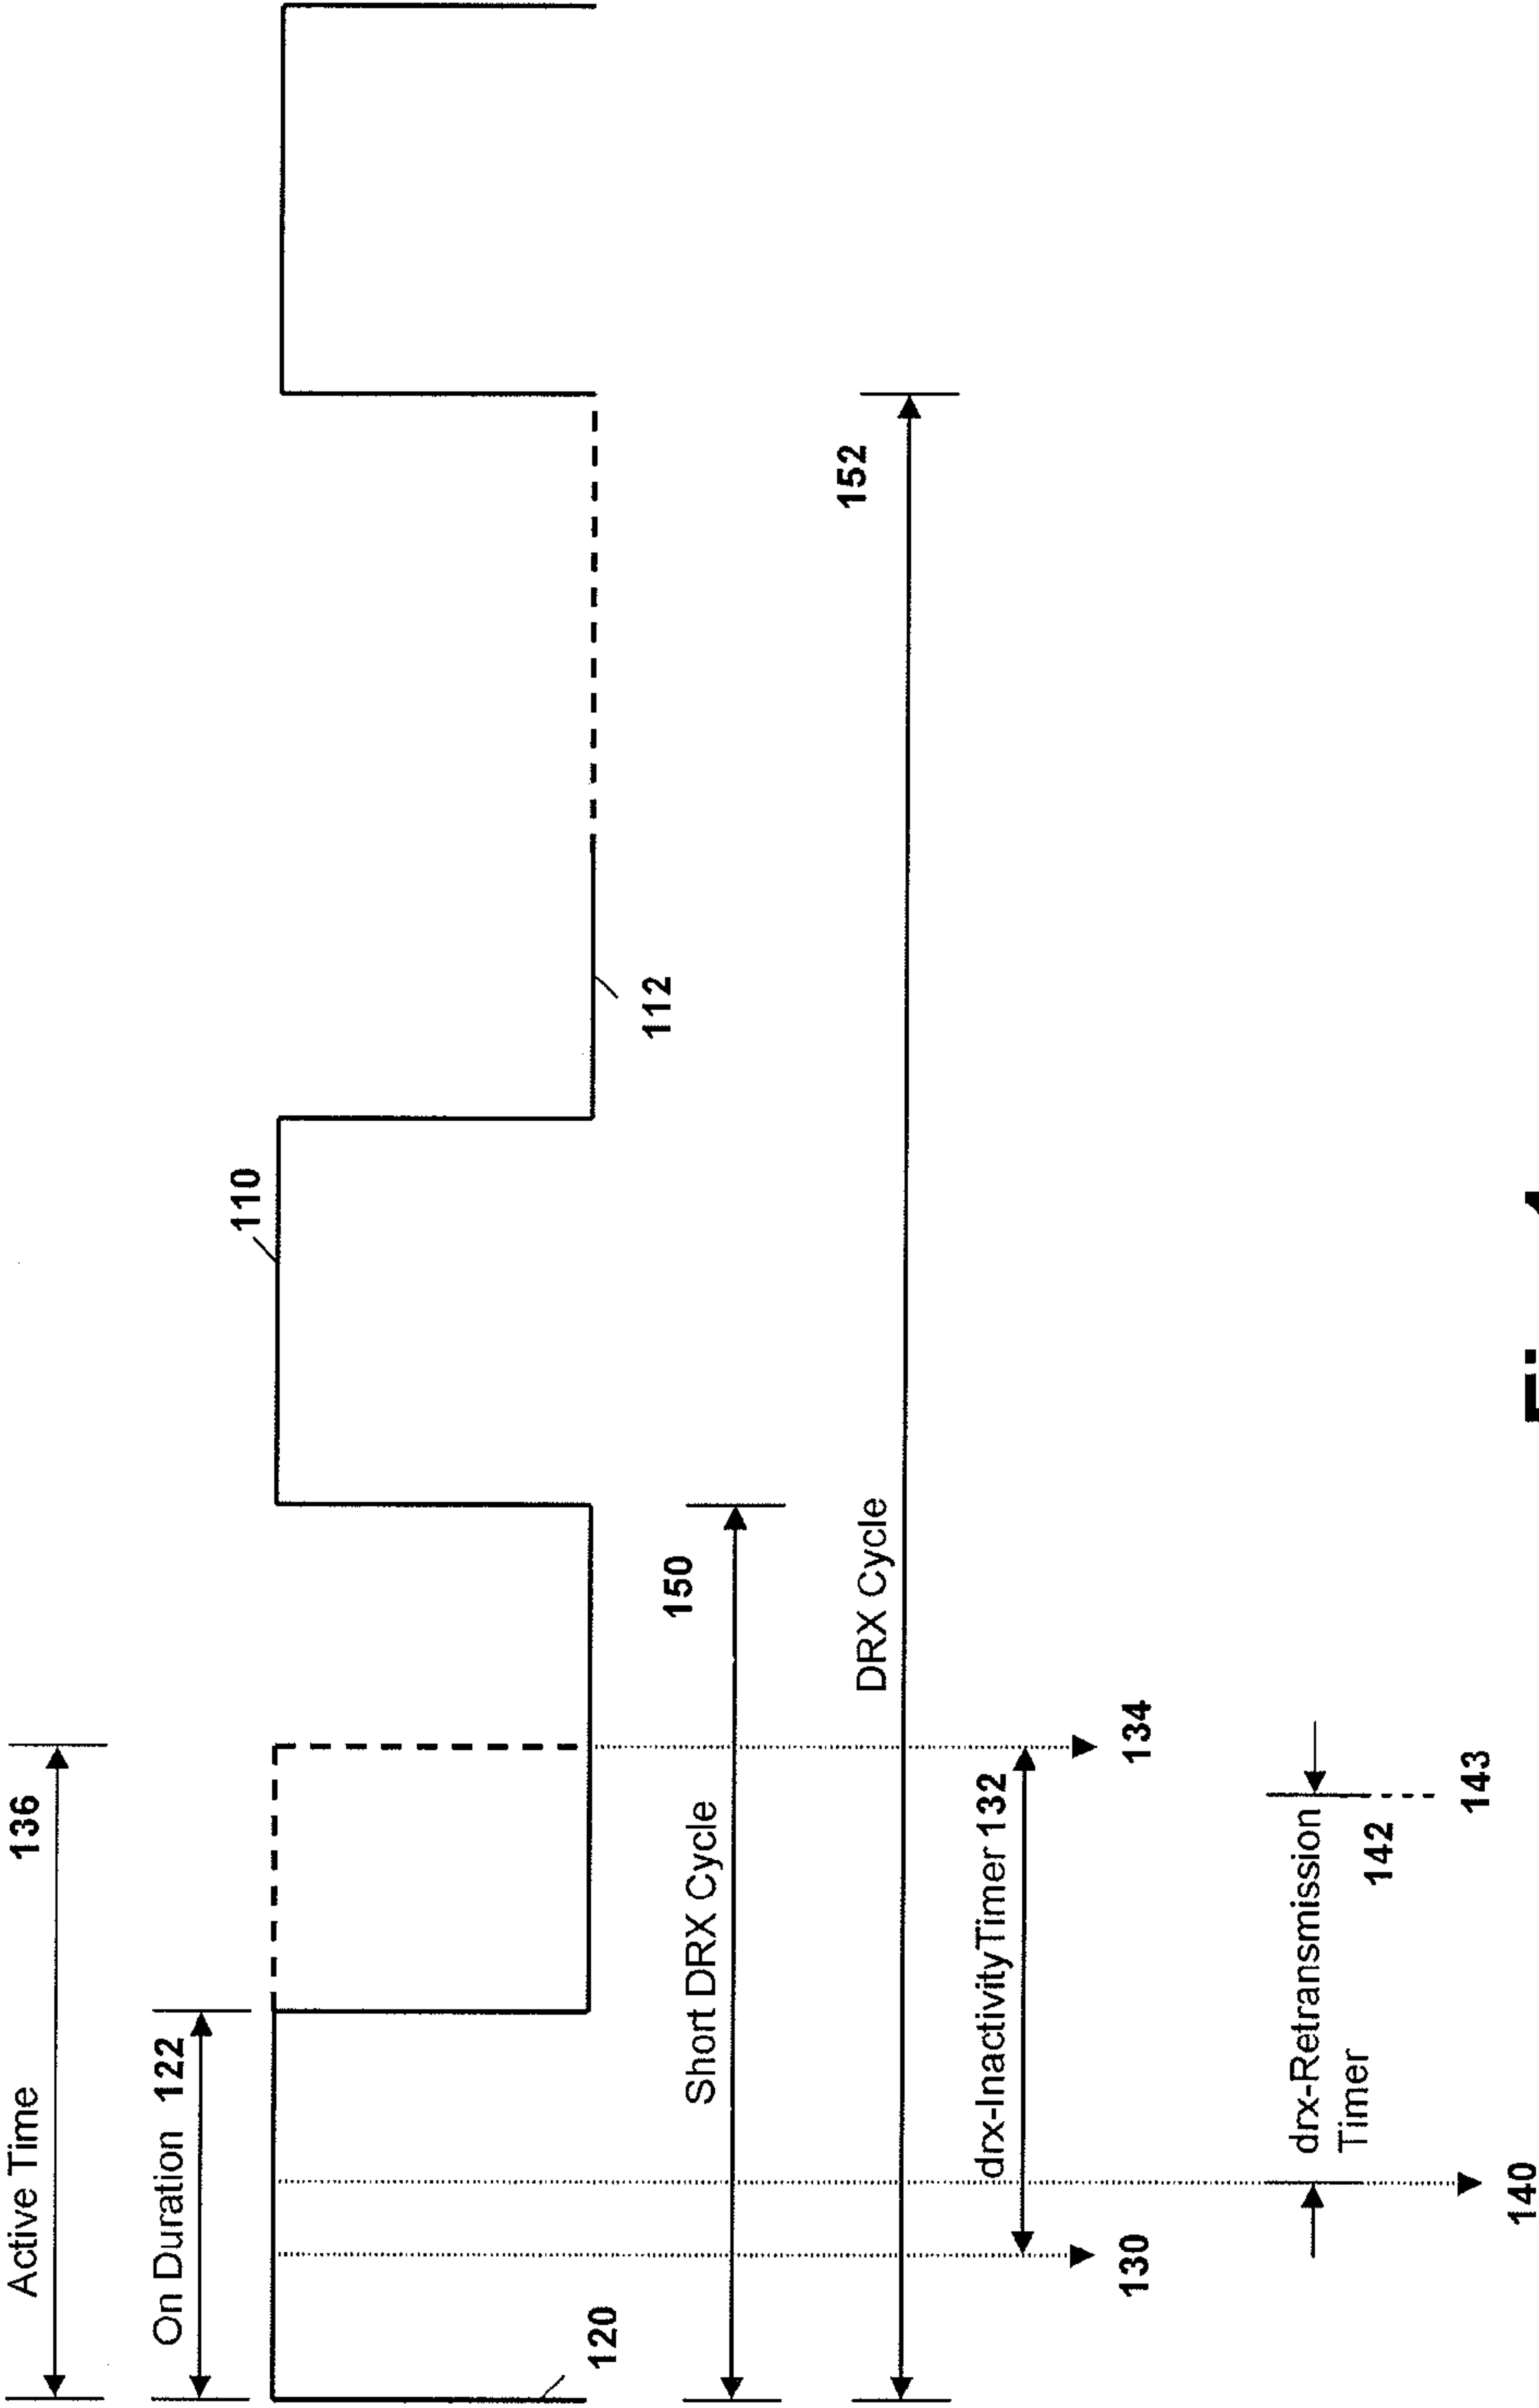 Active Time
136
On Duration 122
110
120
112
Short DRX Cycle
150
DRX Cycle
152
drx-InactivityTimer 132
130
134
drx-Retransmission
Timer
142
140
143